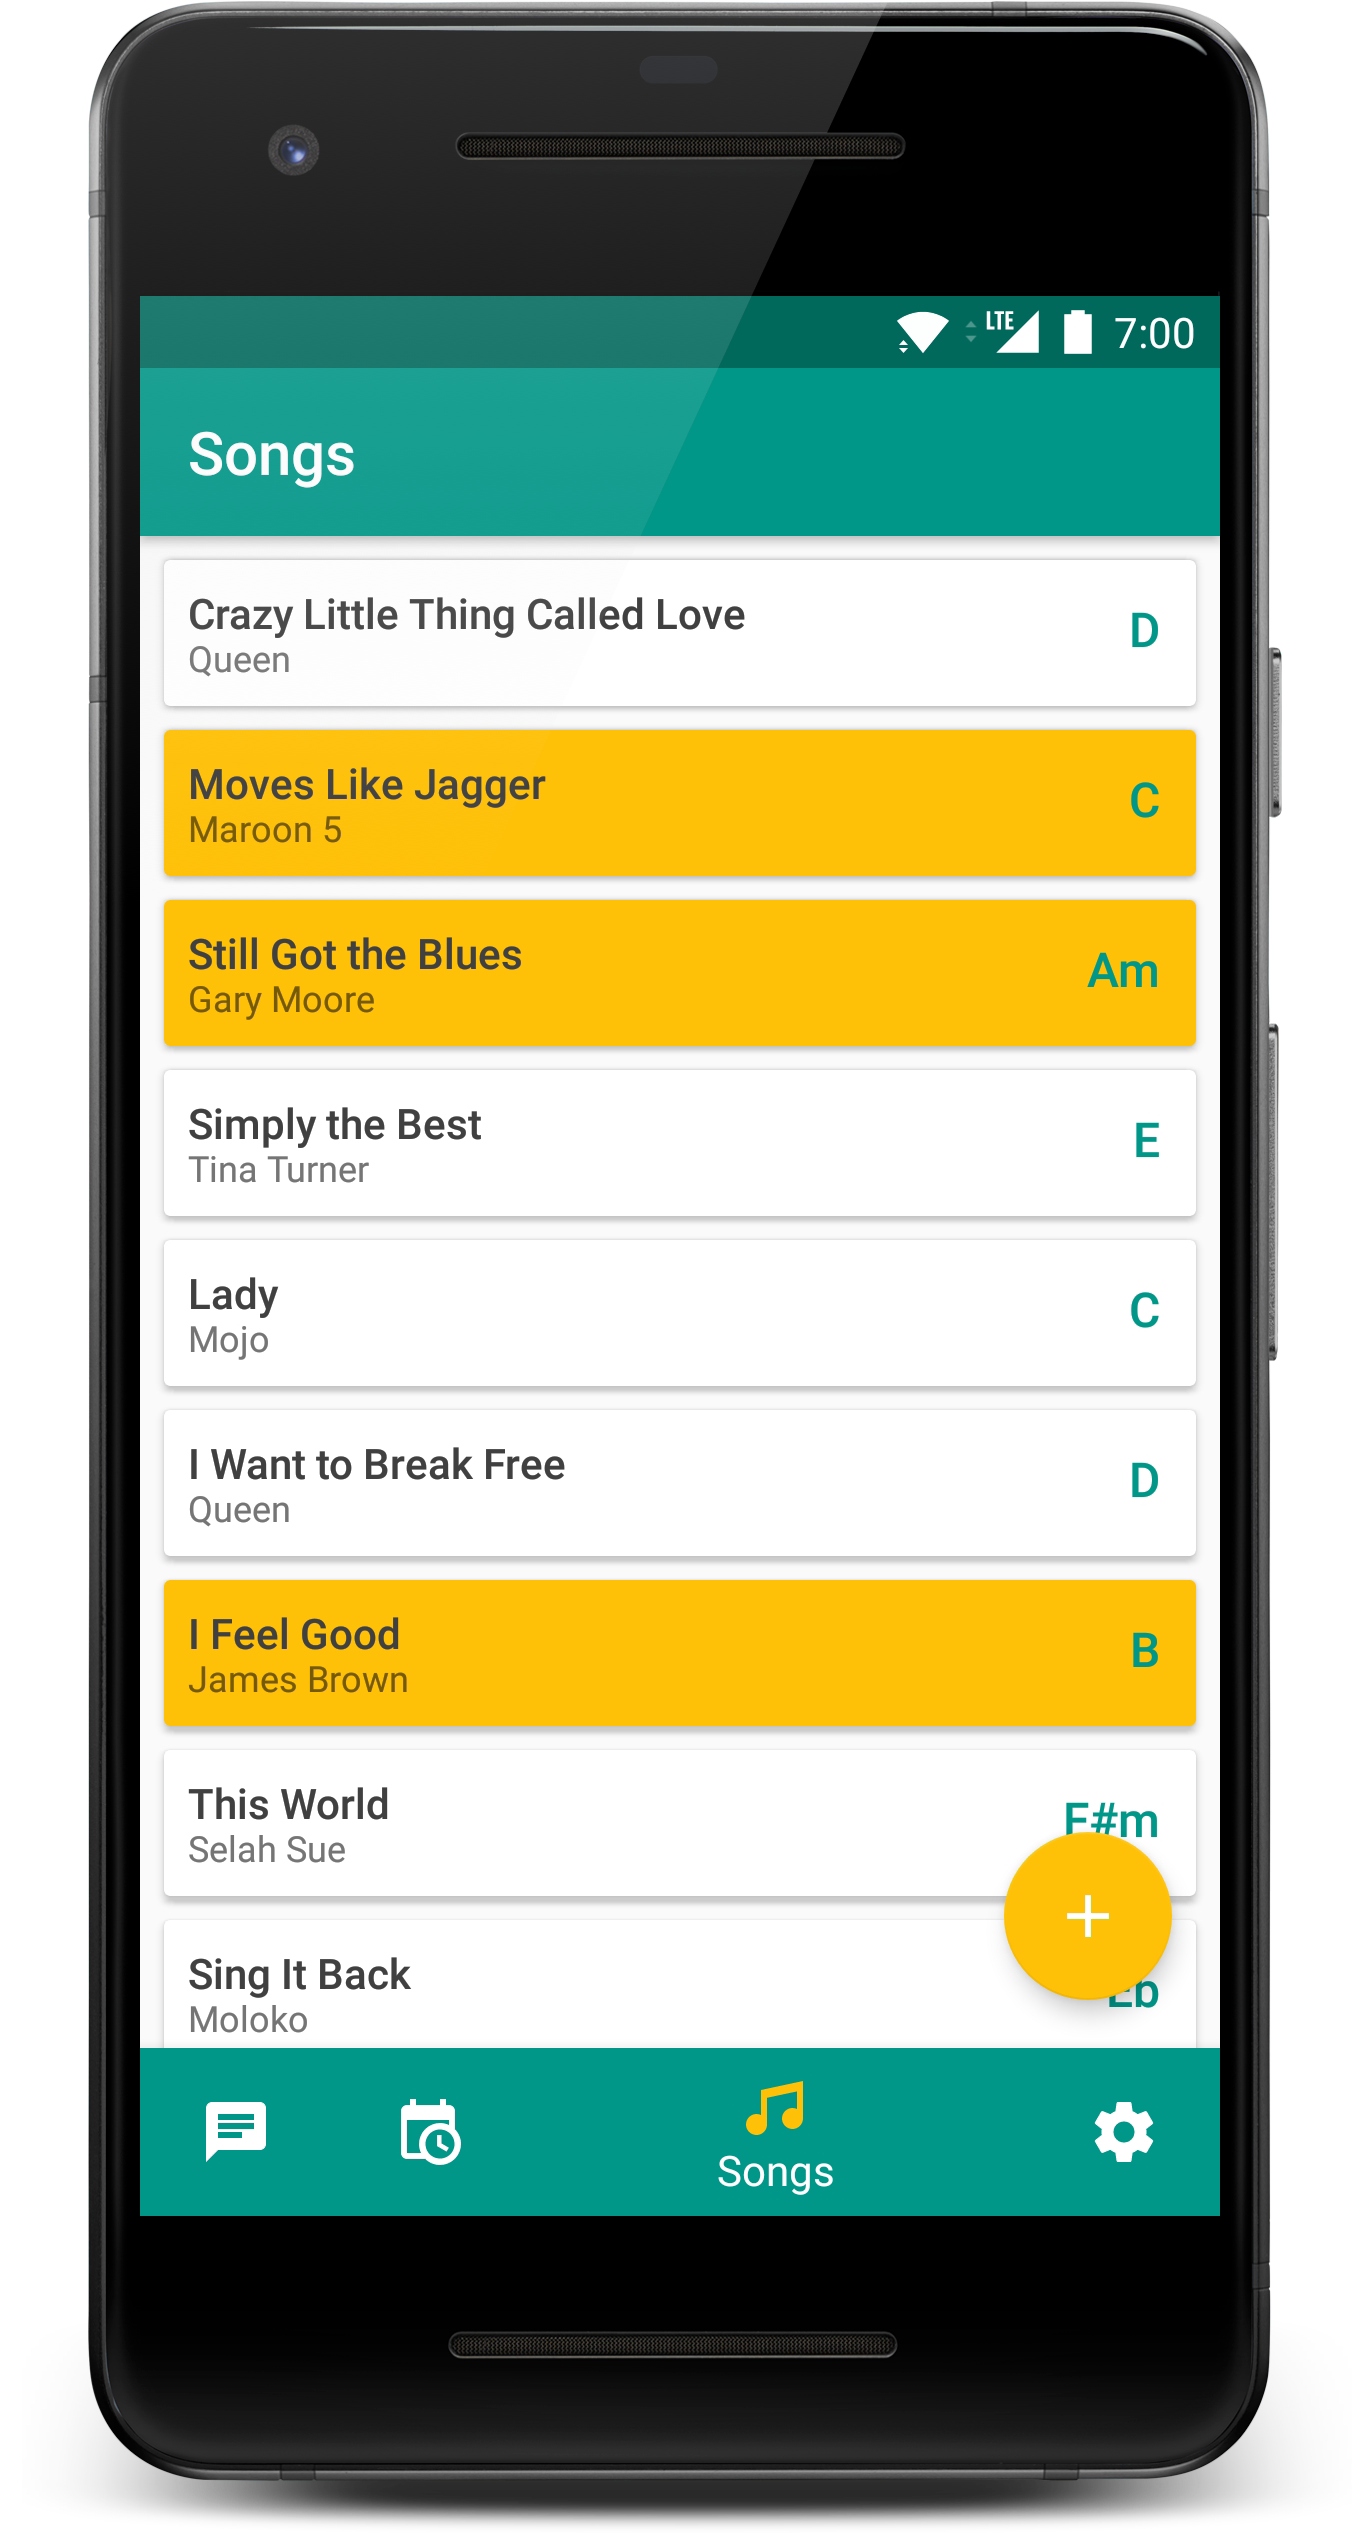 LTE 7:00
Songs
Crazy Little Thing Called Love
Queen
D
Moves Like Jagger
Maroon 5
C
Still Got the Blues
Gary Moore
Am
Simply the Best
Tina Turner
E
Lady
Mojo
C
I Want to Break Free
Queen
D
I Feel Good
James Brown
B
This World
Selah Sue
F#m
Sing It Back
Moloko
Eb
Songs